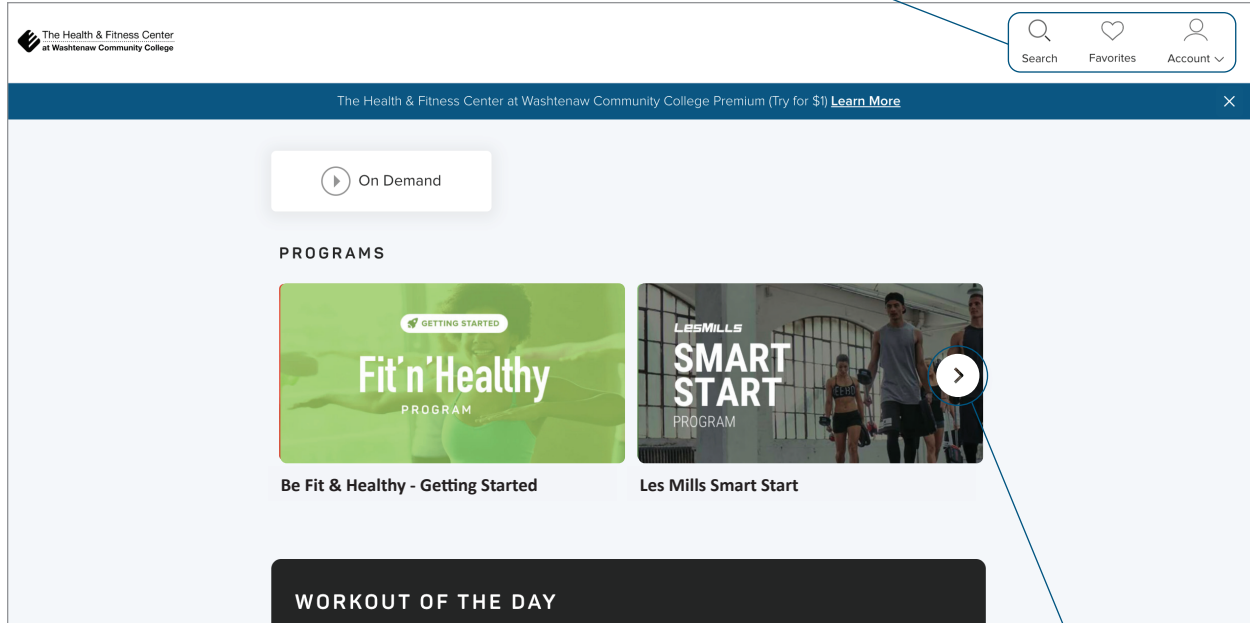 The Health & Fitness Center
at Washtenaw Community College
Search Favorites Account
The Health & Fitness Center at Washtenaw Community College Premium (Try for $1) Learn More
On Demand
PROGRAMS
GETTING STARTED
Fit'n'Healthy
PROGRAM
LesMILLS
SMART
START
PROGRAM
Be Fit & Healthy - Getting Started
Les Mills Smart Start
WORKOUT OF THE DAY